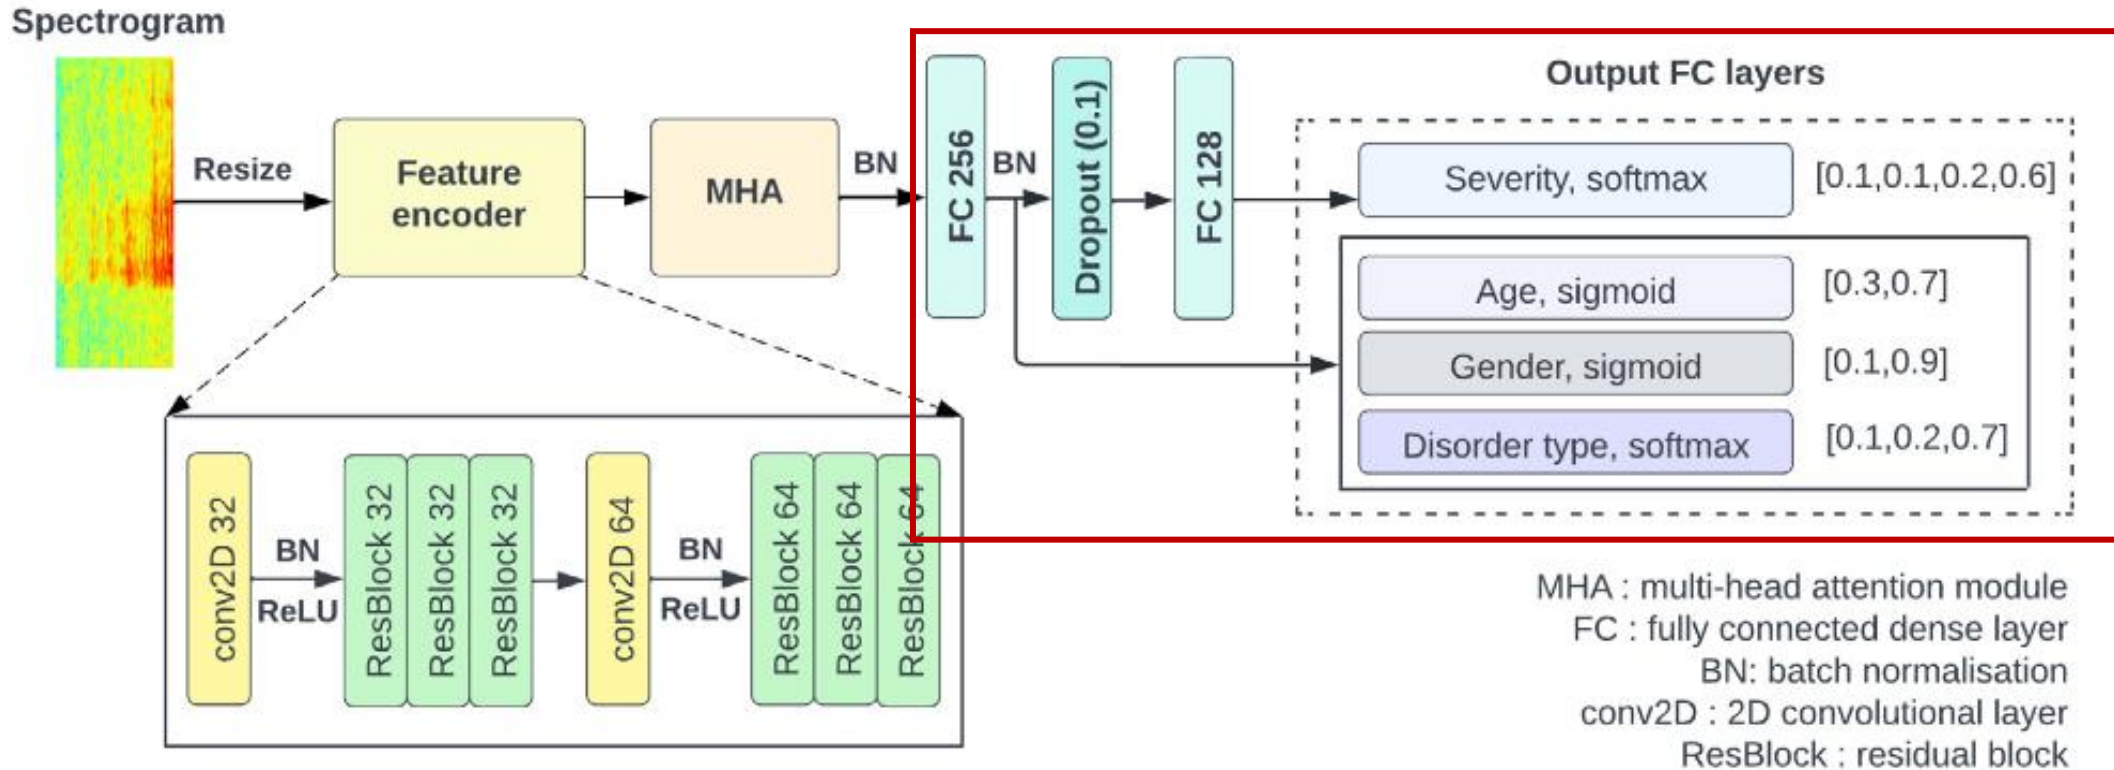 Spectrogram
Resize
Feature
encoder
MHA
BN
FC 256
BN
Dropout (0.1)
FC 128
Output FC layers
Severity, softmax
[0.1,0.1,0.2,0.6]
Age, sigmoid
[0.3,0.7]
Gender, sigmoid
[0.1,0.9]
Disorder type, softmax
[0.1,0.2,0.7]
conv2D 32
BN
ReLU
ResBlock 32
ResBlock 32
ResBlock 32
conv2D 64
BN
ReLU
ResBlock 64
ResBlock 64
ResBlock 64
MHA : multi-head attention module
FC : fully connected dense layer
BN: batch normalisation
conv2D : 2D convolutional layer
ResBlock : residual block